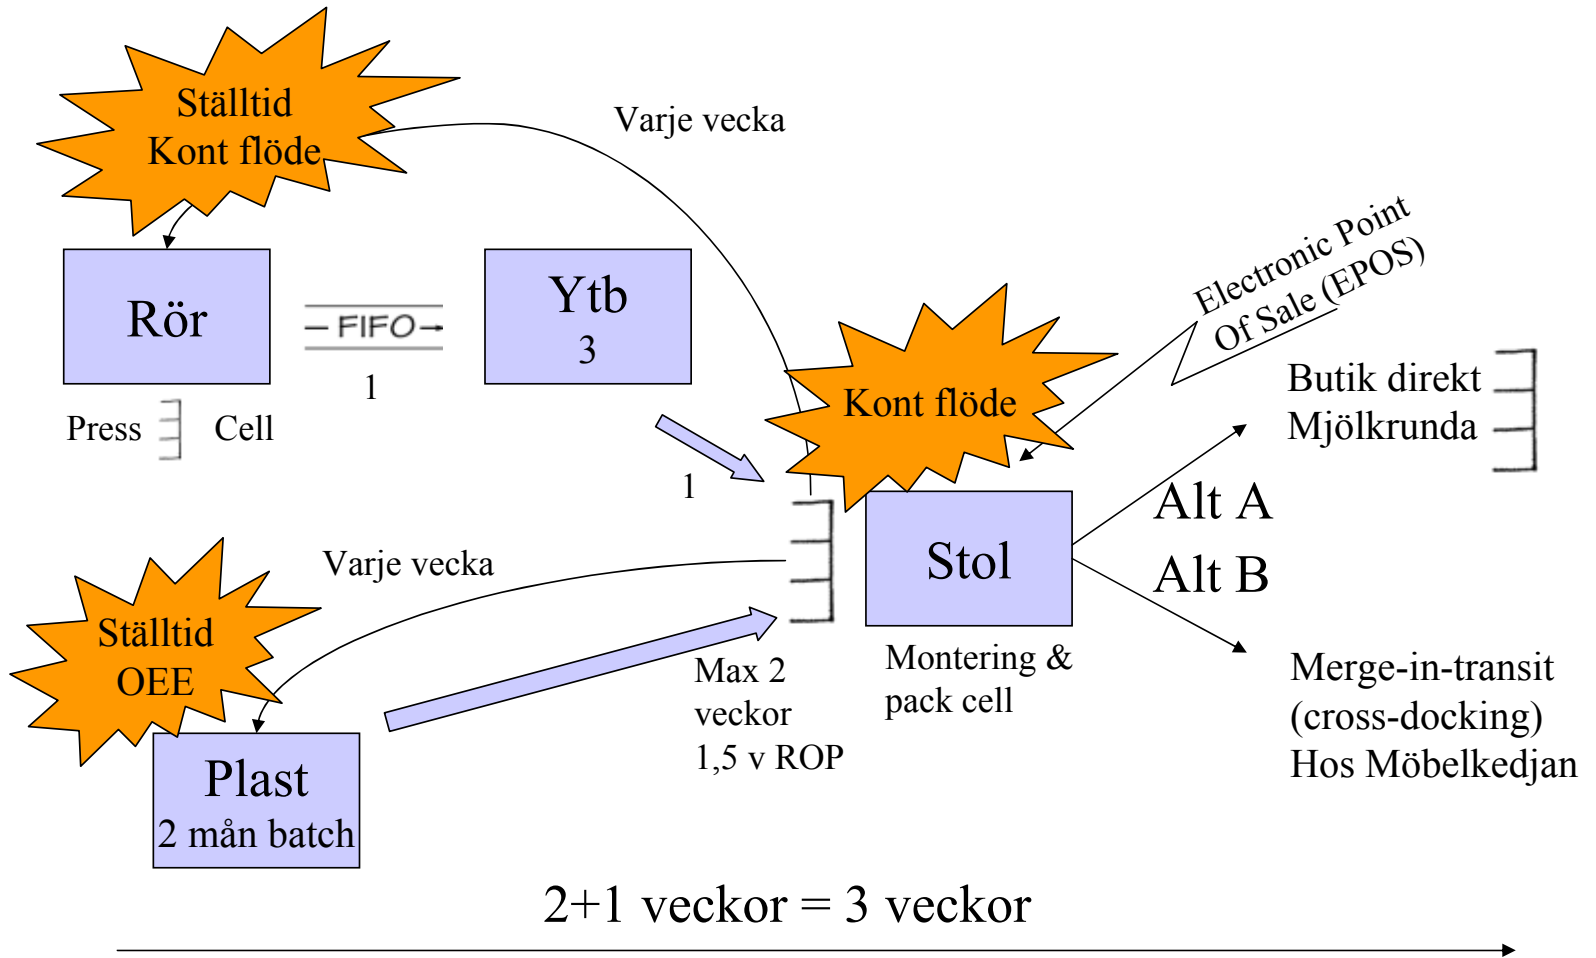 Ställtid
Kont flöde
Varje vecka
Rör
FIFO
1
Ytb
3
Press
Cell
1
Kont flöde
Electronic Point
Of Sale (EPOS)
Butik direkt
Mjölkrunda
Alt A
Alt B
Stol
Montering &
pack cell
Merge-in-transit
(cross-docking)
Hos Möbelkedjan
Varje vecka
Ställtid
OEE
Plast
2 mån batch
Max 2
veckor
1,5 v ROP
2+1 veckor = 3 veckor